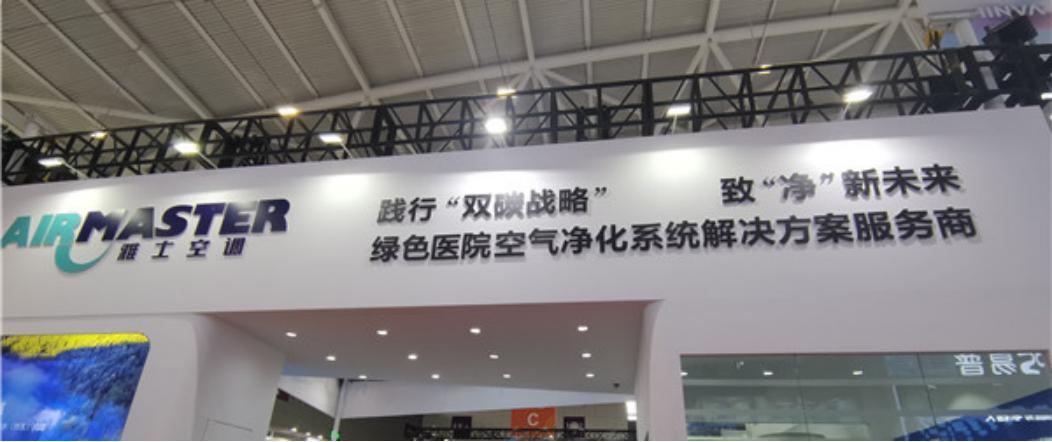 AIRMASTER
雅士空调
践行“双碳战略” 致“净”新未来
绿色医院空气净化系统解决方案服务商
C